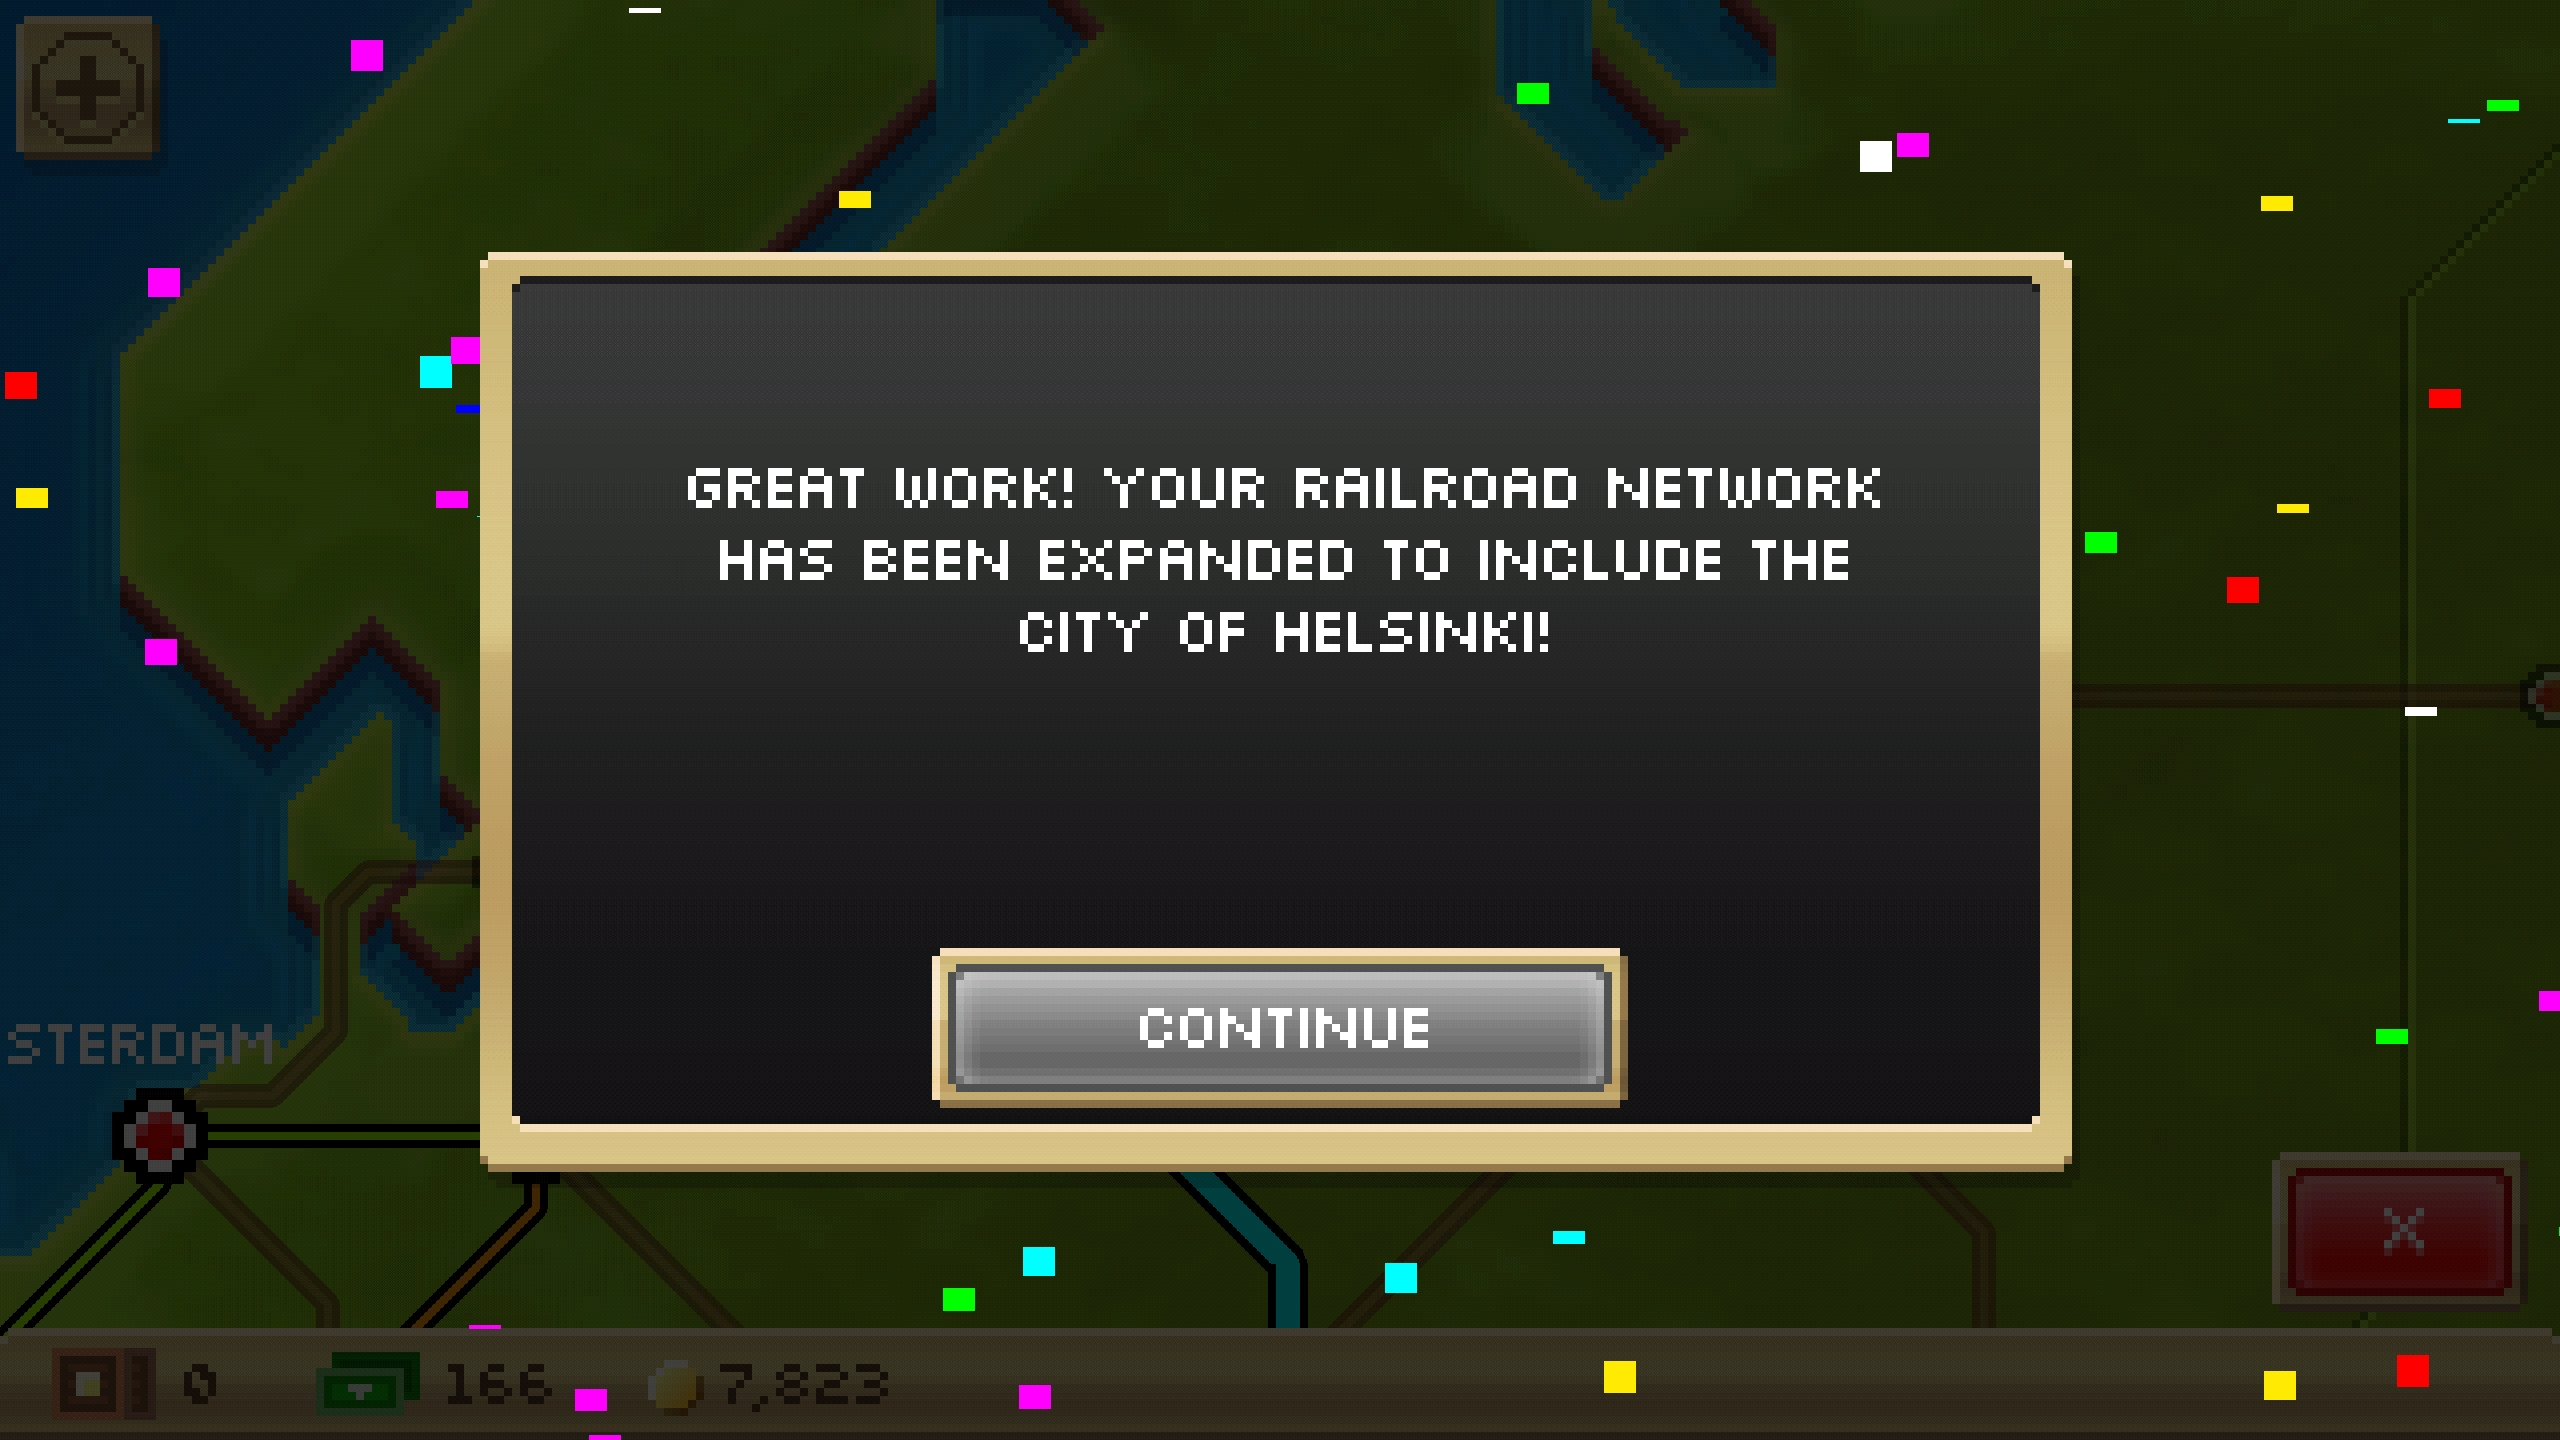 GREAT WORK! YOUR RAILROAD NETWORK
HAS BEEN EXPANDED TO INCLUDE THE
CITY OF HELSINKI!
CONTINUE
STERDAM
X
0 166 7,823